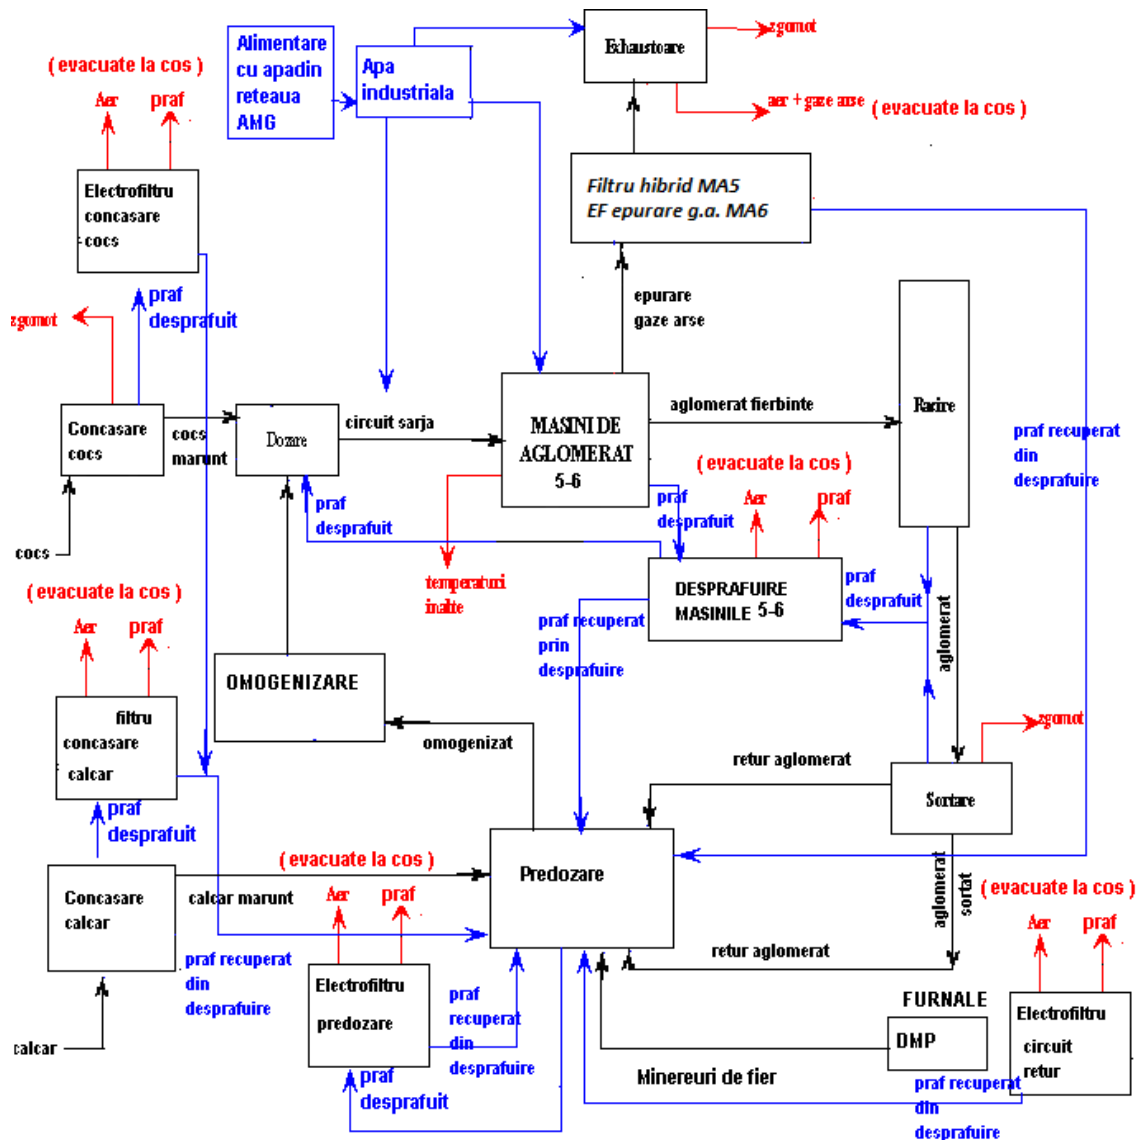 Alimentare
cu apadin
reteaua
AMG
Apa
industriala
Exhaustoare
zgomot
aer + gaze arse
( evacuate la cos )
( evacuate la cos )
Aer
praf
Electrofiltru
concasare
cocs
Filtru hibrid MA5
EF epurare g.a. MA6
praf
desprafuit
zgomot
epurare
gaze arse
Concasare
cocs
cocs
marunt
Dozare
circuit sarja
MASINI DE
AGLOMERAT
5-6
aglomerat fierbinte
Racire
praf recuperat
din
desprafuire
( evacuate la cos )
Aer
praf
praf
desprafuit
praf
desprafuit
cocs
temperaturi
inalte
DESPRAFUIRE
MASINILE 5-6
praf
desprafuit
aglomerat
( evacuate la cos )
Aer
praf
praf recuperat
prin
desprafuire
OMOGENIZARE
filtru
concasare
calcar
omogenizat
zgomot
retur aglomerat
Sortare
praf
desprafuit
Concasare
calcar
calcar marunt
( evacuate la cos )
Aer
praf
Predozare
aglomerat
sortat
( evacuate la cos )
Aer
praf
praf recuperat
din
desprafuire
retur aglomerat
Electrofiltru
predozare
praf
recuperat
din
desprafuire
FURNALE
DMP
Electrofiltru
circuit
retur
calcar
praf
desprafuit
Minereuri de fier
praf recuperat
din
desprafuire